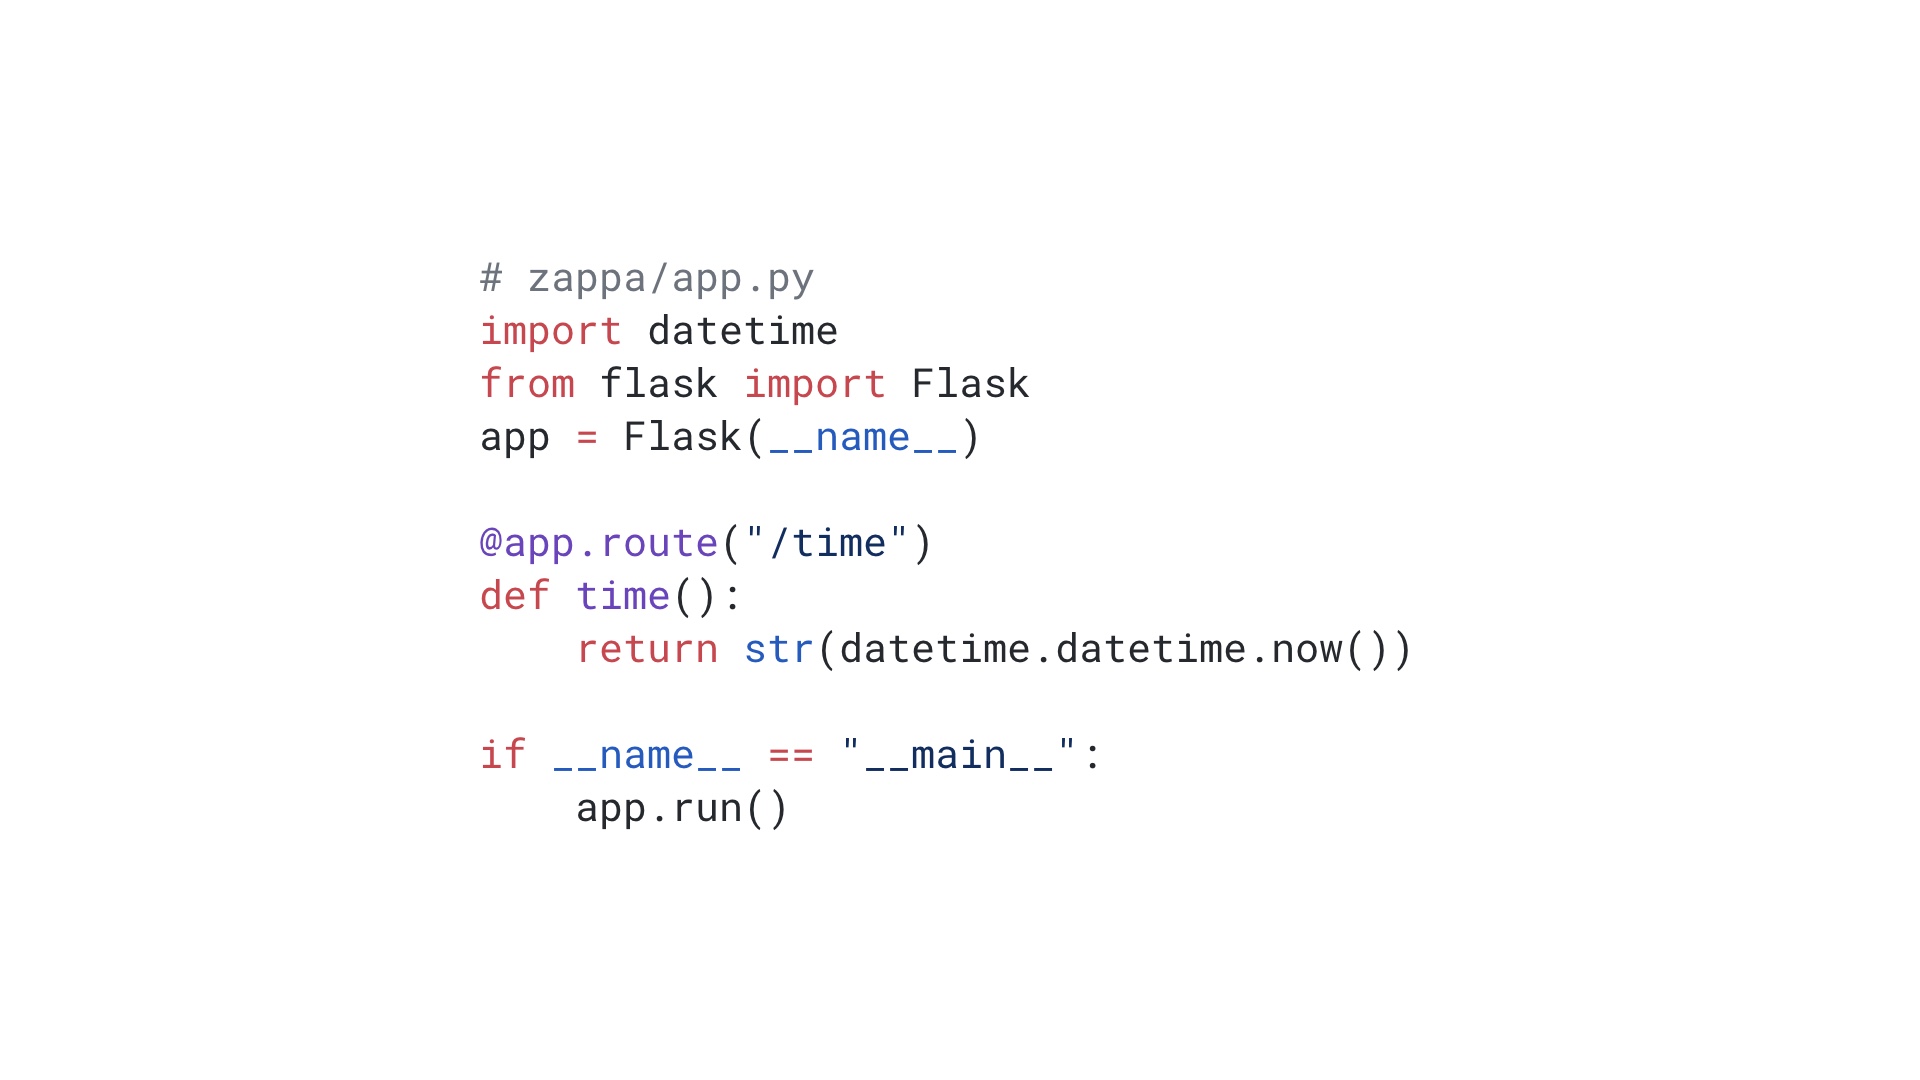 # zappa/app.py
import datetime
from flask import Flask
app = Flask(__name__)

@app.route("/time")
def time():
    return str(datetime.datetime.now())

if __name__ == "__main__":
    app.run()